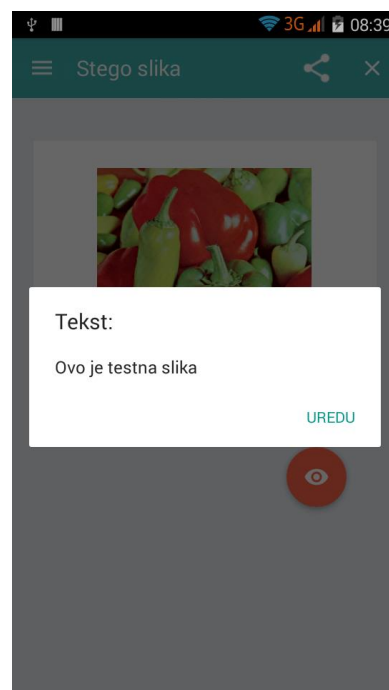 3G 08:39
Stego slika
Tekst:
Ovo je testna slika
UREDU